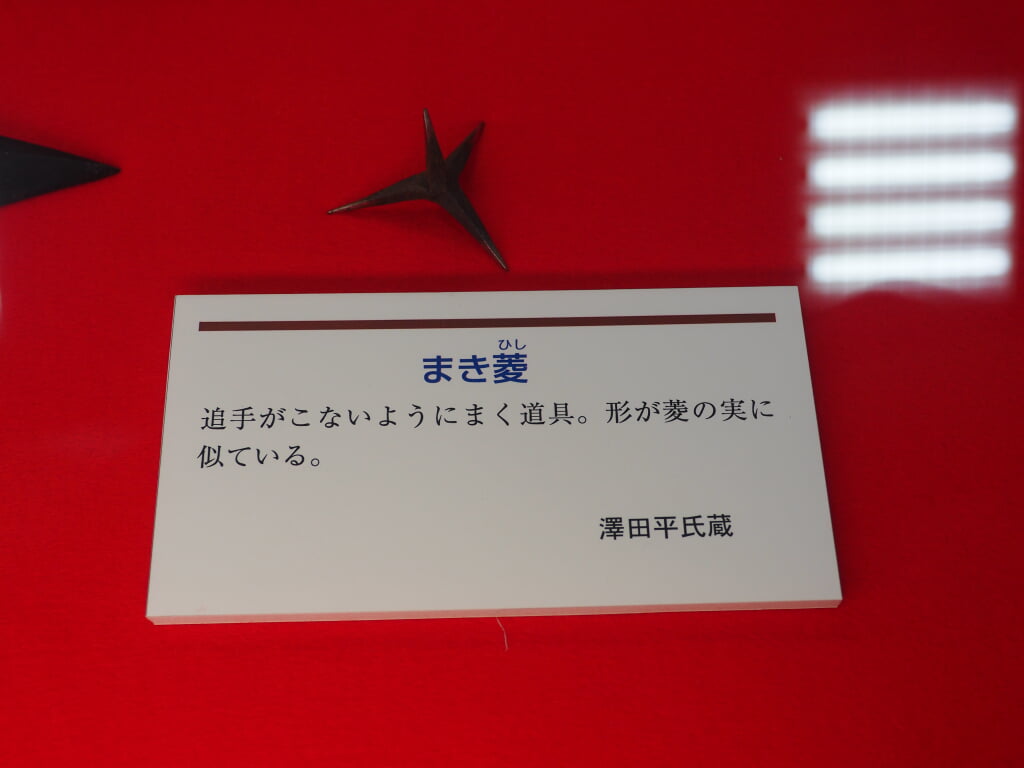 ひし
まき菱
追手がこないようにまく道具。形が菱の実に
似ている。
澤田平氏蔵